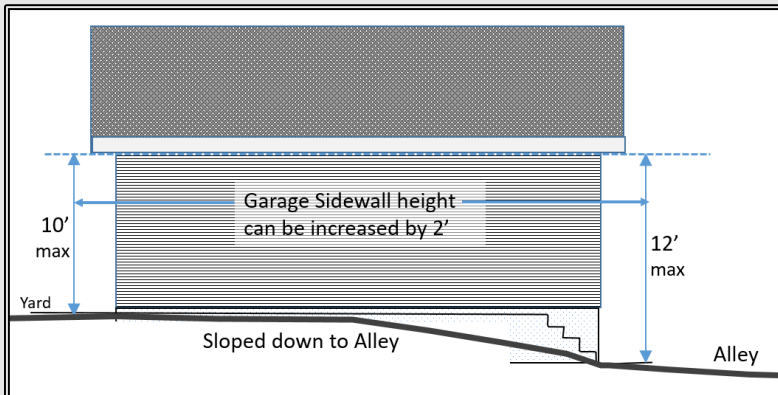 Garage Sidewall height
can be increased by 2’
10’
max
12’
max
Yard
Sloped down to Alley
Alley